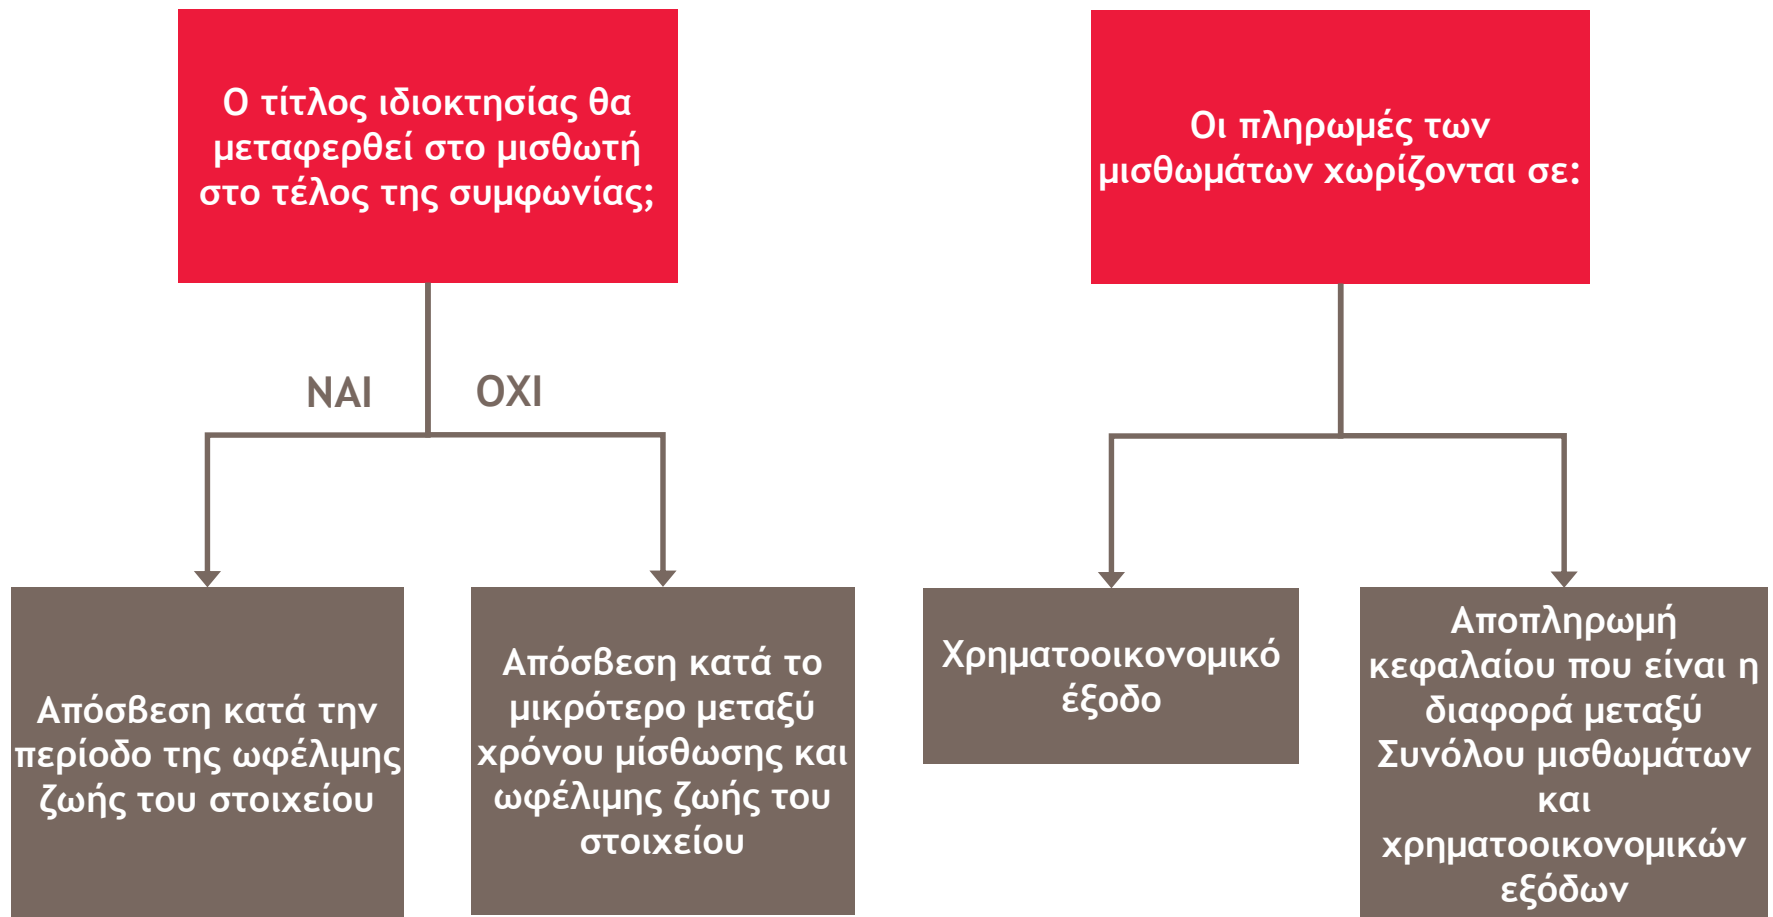 Ο τίτλος ιδιοκτησίας θα
μεταφερθεί στο μισθωτή
στο τέλος της συμφωνίας;
Οι πληρωμές των
μισθωμάτων χωρίζονται σε:
ΝΑΙ
ΟΧΙ
Απόσβεση κατά την
περίοδο της ωφέλιμης
ζωής του στοιχείου
Απόσβεση κατά το
μικρότερο μεταξύ
χρόνου μίσθωσης και
ωφέλιμης ζωής του
στοιχείου
Χρηματοοικονομικό
έξοδο
Αποπληρωμή
κεφαλαίου που είναι η
διαφορά μεταξύ
Συνόλου μισθωμάτων
και
χρηματοοικονομικών
εξόδων